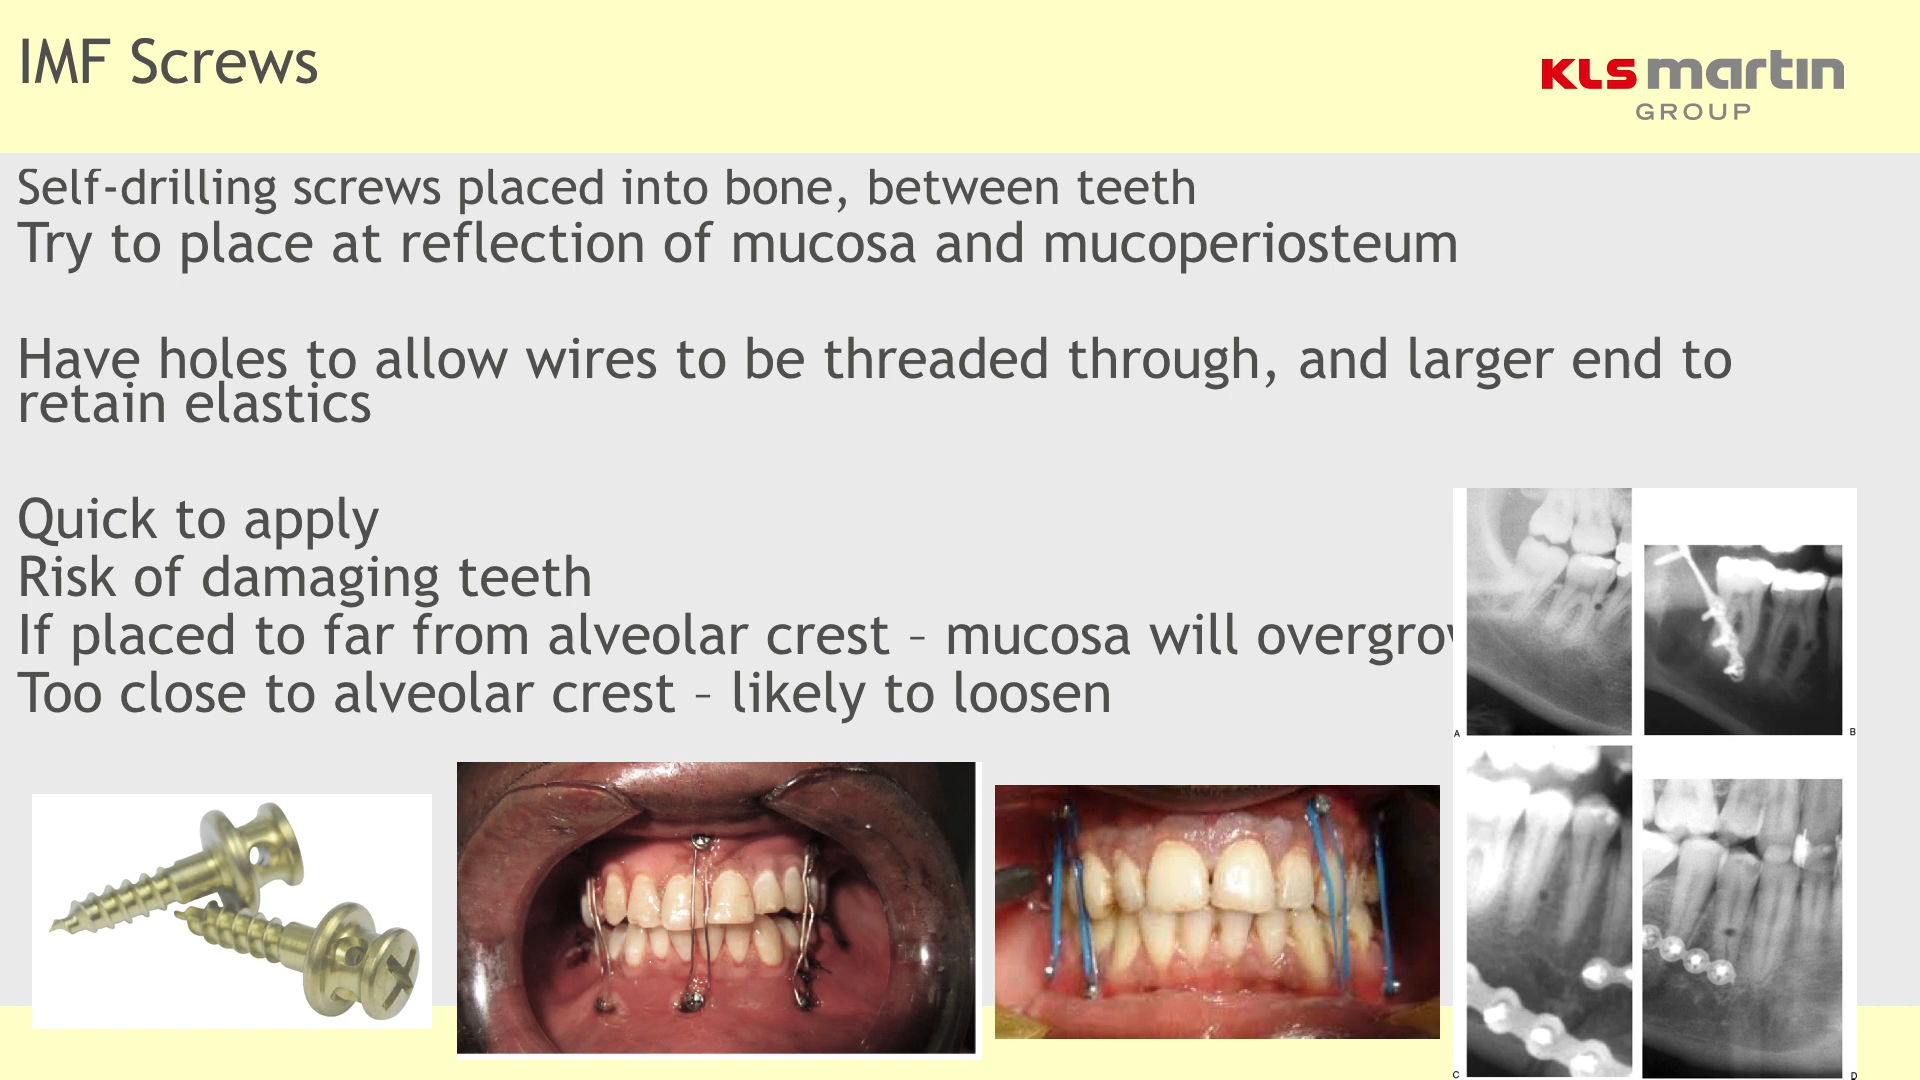 IMF Screws
KLS martin
GROUP
Self-drilling screws placed into bone, between teeth
Try to place at reflection of mucosa and mucoperiosteum
Have holes to allow wires to be threaded through, and larger end to
retain elastics
Quick to apply
Risk of damaging teeth
If placed to far from alveolar crest – mucosa will
Too close to alveolar crest – likely to loosen
A
B
C
D